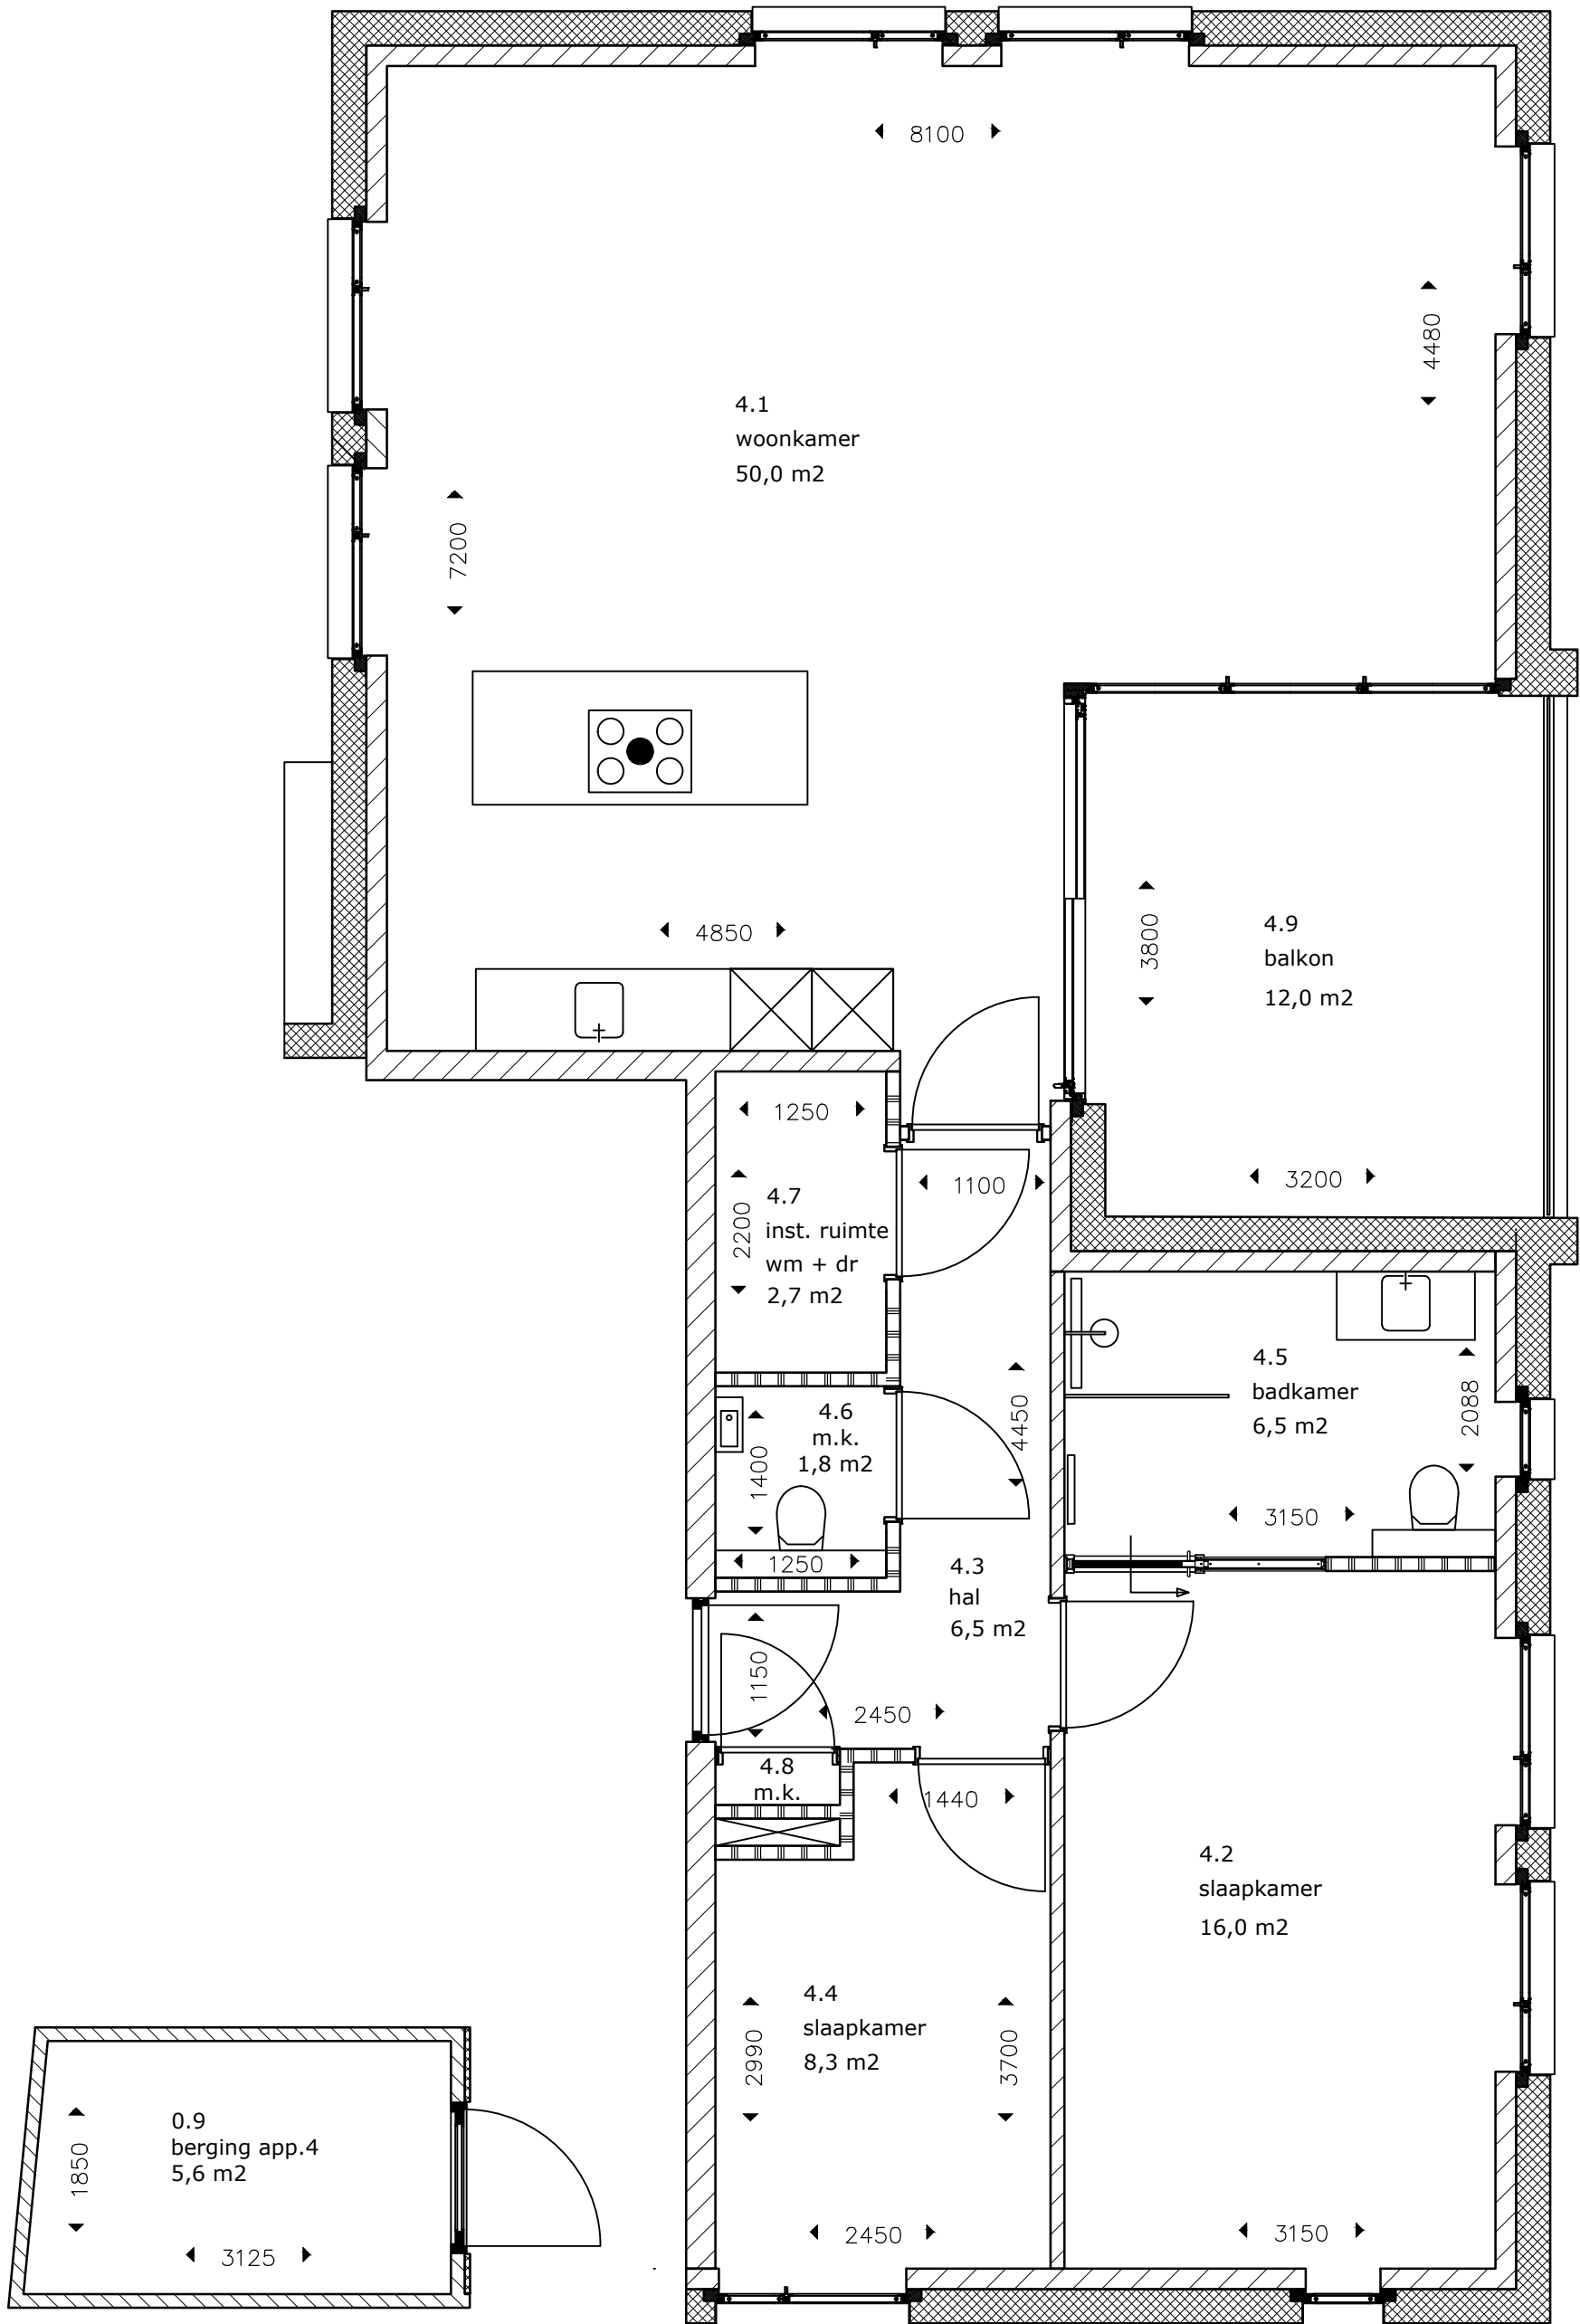 8100
4480
4.1
woonkamer
50,0 m2
7200
4850
3800
4.9
balkon
12,0 m2
3200
1250
2200
4.7
inst. ruimte
wm + dr
2,7 m2
1100
4450
4.5
badkamer
6,5 m2
2088
3150
4.6
m.k.
1,8 m2
1400
1250
4.3
hal
6,5 m2
1150
2450
4.8
m.k.
1440
4.2
slaapkamer
16,0 m2
4.4
slaapkamer
8,3 m2
2990
3700
2450
3150
0.9
berging app.4
5,6 m2
1850
3125